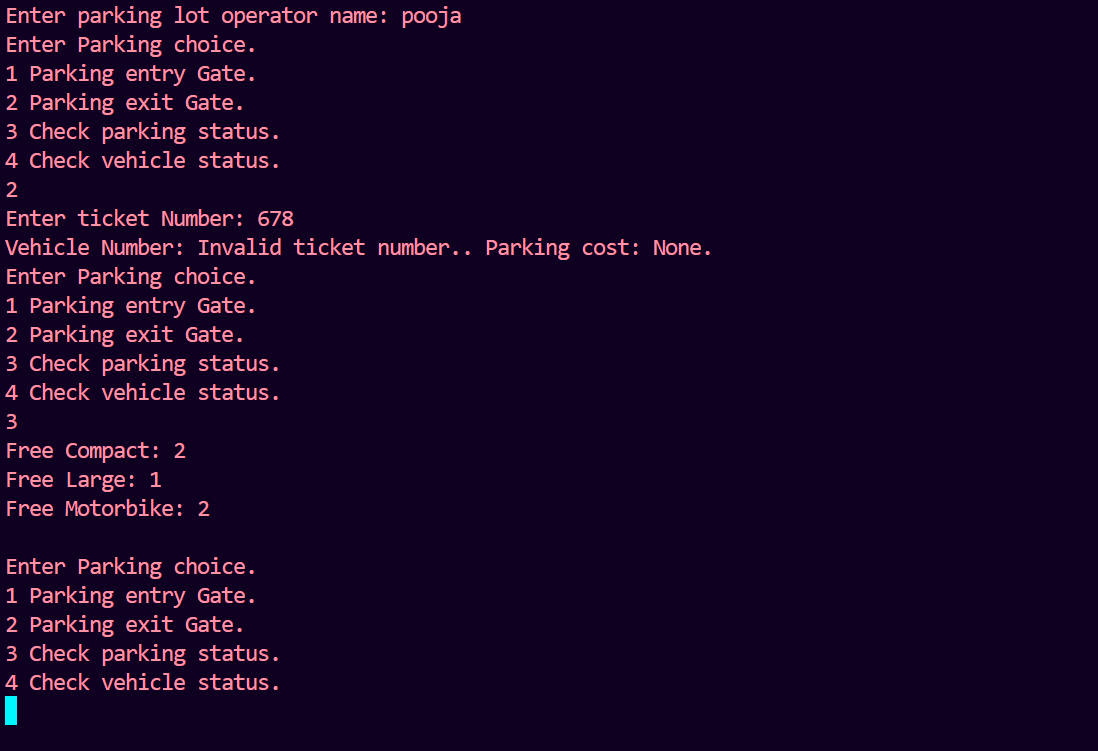 Enter parking lot operator name: pooja
Enter Parking choice.
1 Parking entry Gate.
2 Parking exit Gate.
3 Check parking status.
4 Check vehicle status.
2
Enter ticket Number: 678
Vehicle Number: Invalid ticket number.. Parking cost: None.
Enter Parking choice.
1 Parking entry Gate.
2 Parking exit Gate.
3 Check parking status.
4 Check vehicle status.
3
Free Compact: 2
Free Large: 1
Free Motorbike: 2

Enter Parking choice.
1 Parking entry Gate.
2 Parking exit Gate.
3 Check parking status.
4 Check vehicle status.